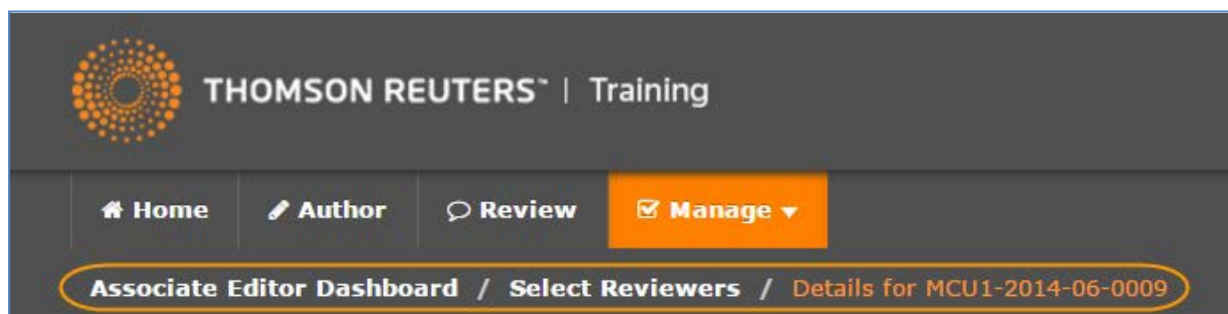 THOMSON REUTERS™ | Training
Home Author Review Manage
Associate Editor Dashboard / Select Reviewers / Details for MCU1-2014-06-0009